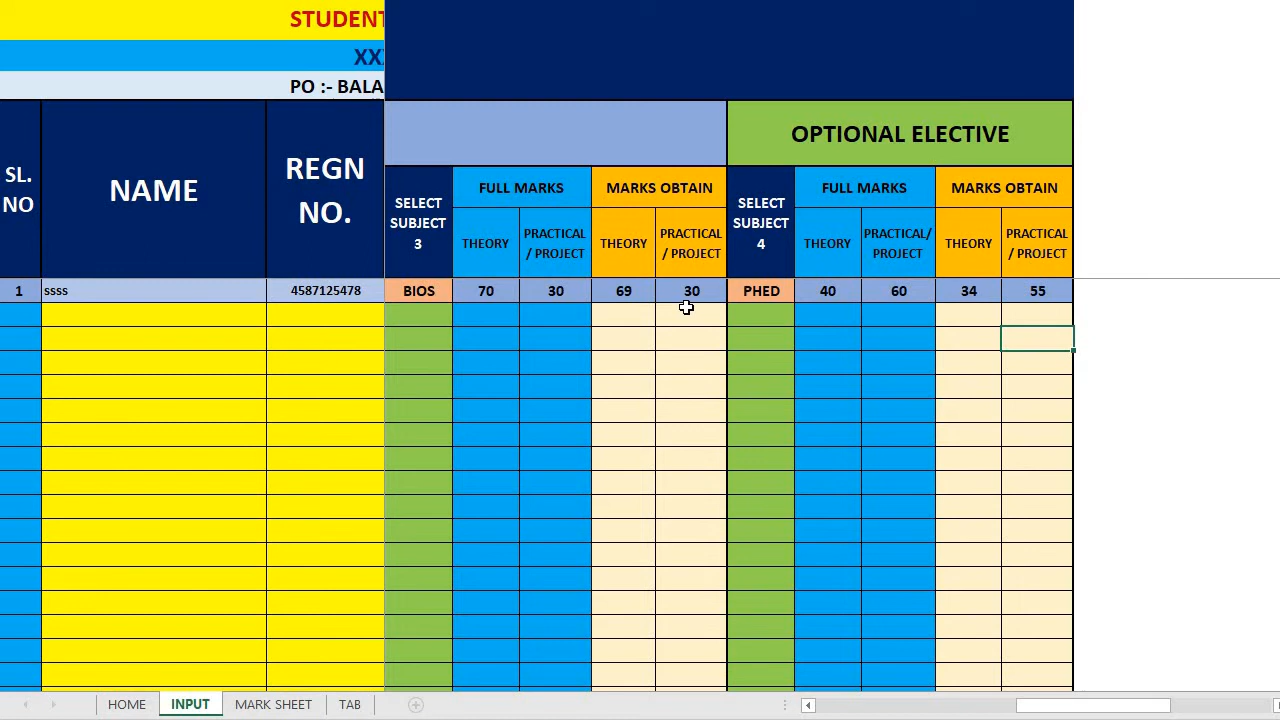 STUDENT
XX
PO :- BALA
SL. NO
NAME
REGN NO.
OPTIONAL ELECTIVE
SELECT SUBJECT 3
FULL MARKS
MARKS OBTAIN
SELECT SUBJECT 4
FULL MARKS
MARKS OBTAIN
THEORY
PRACTICAL / PROJECT
THEORY
PRACTICAL / PROJECT
THEORY
PRACTICAL/ PROJECT
THEORY
PRACTICAL / PROJECT
1 ssss 4587125478 BIOS 70 30 69 30 PHED 40 60 34 55
HOME INPUT MARK SHEET TAB